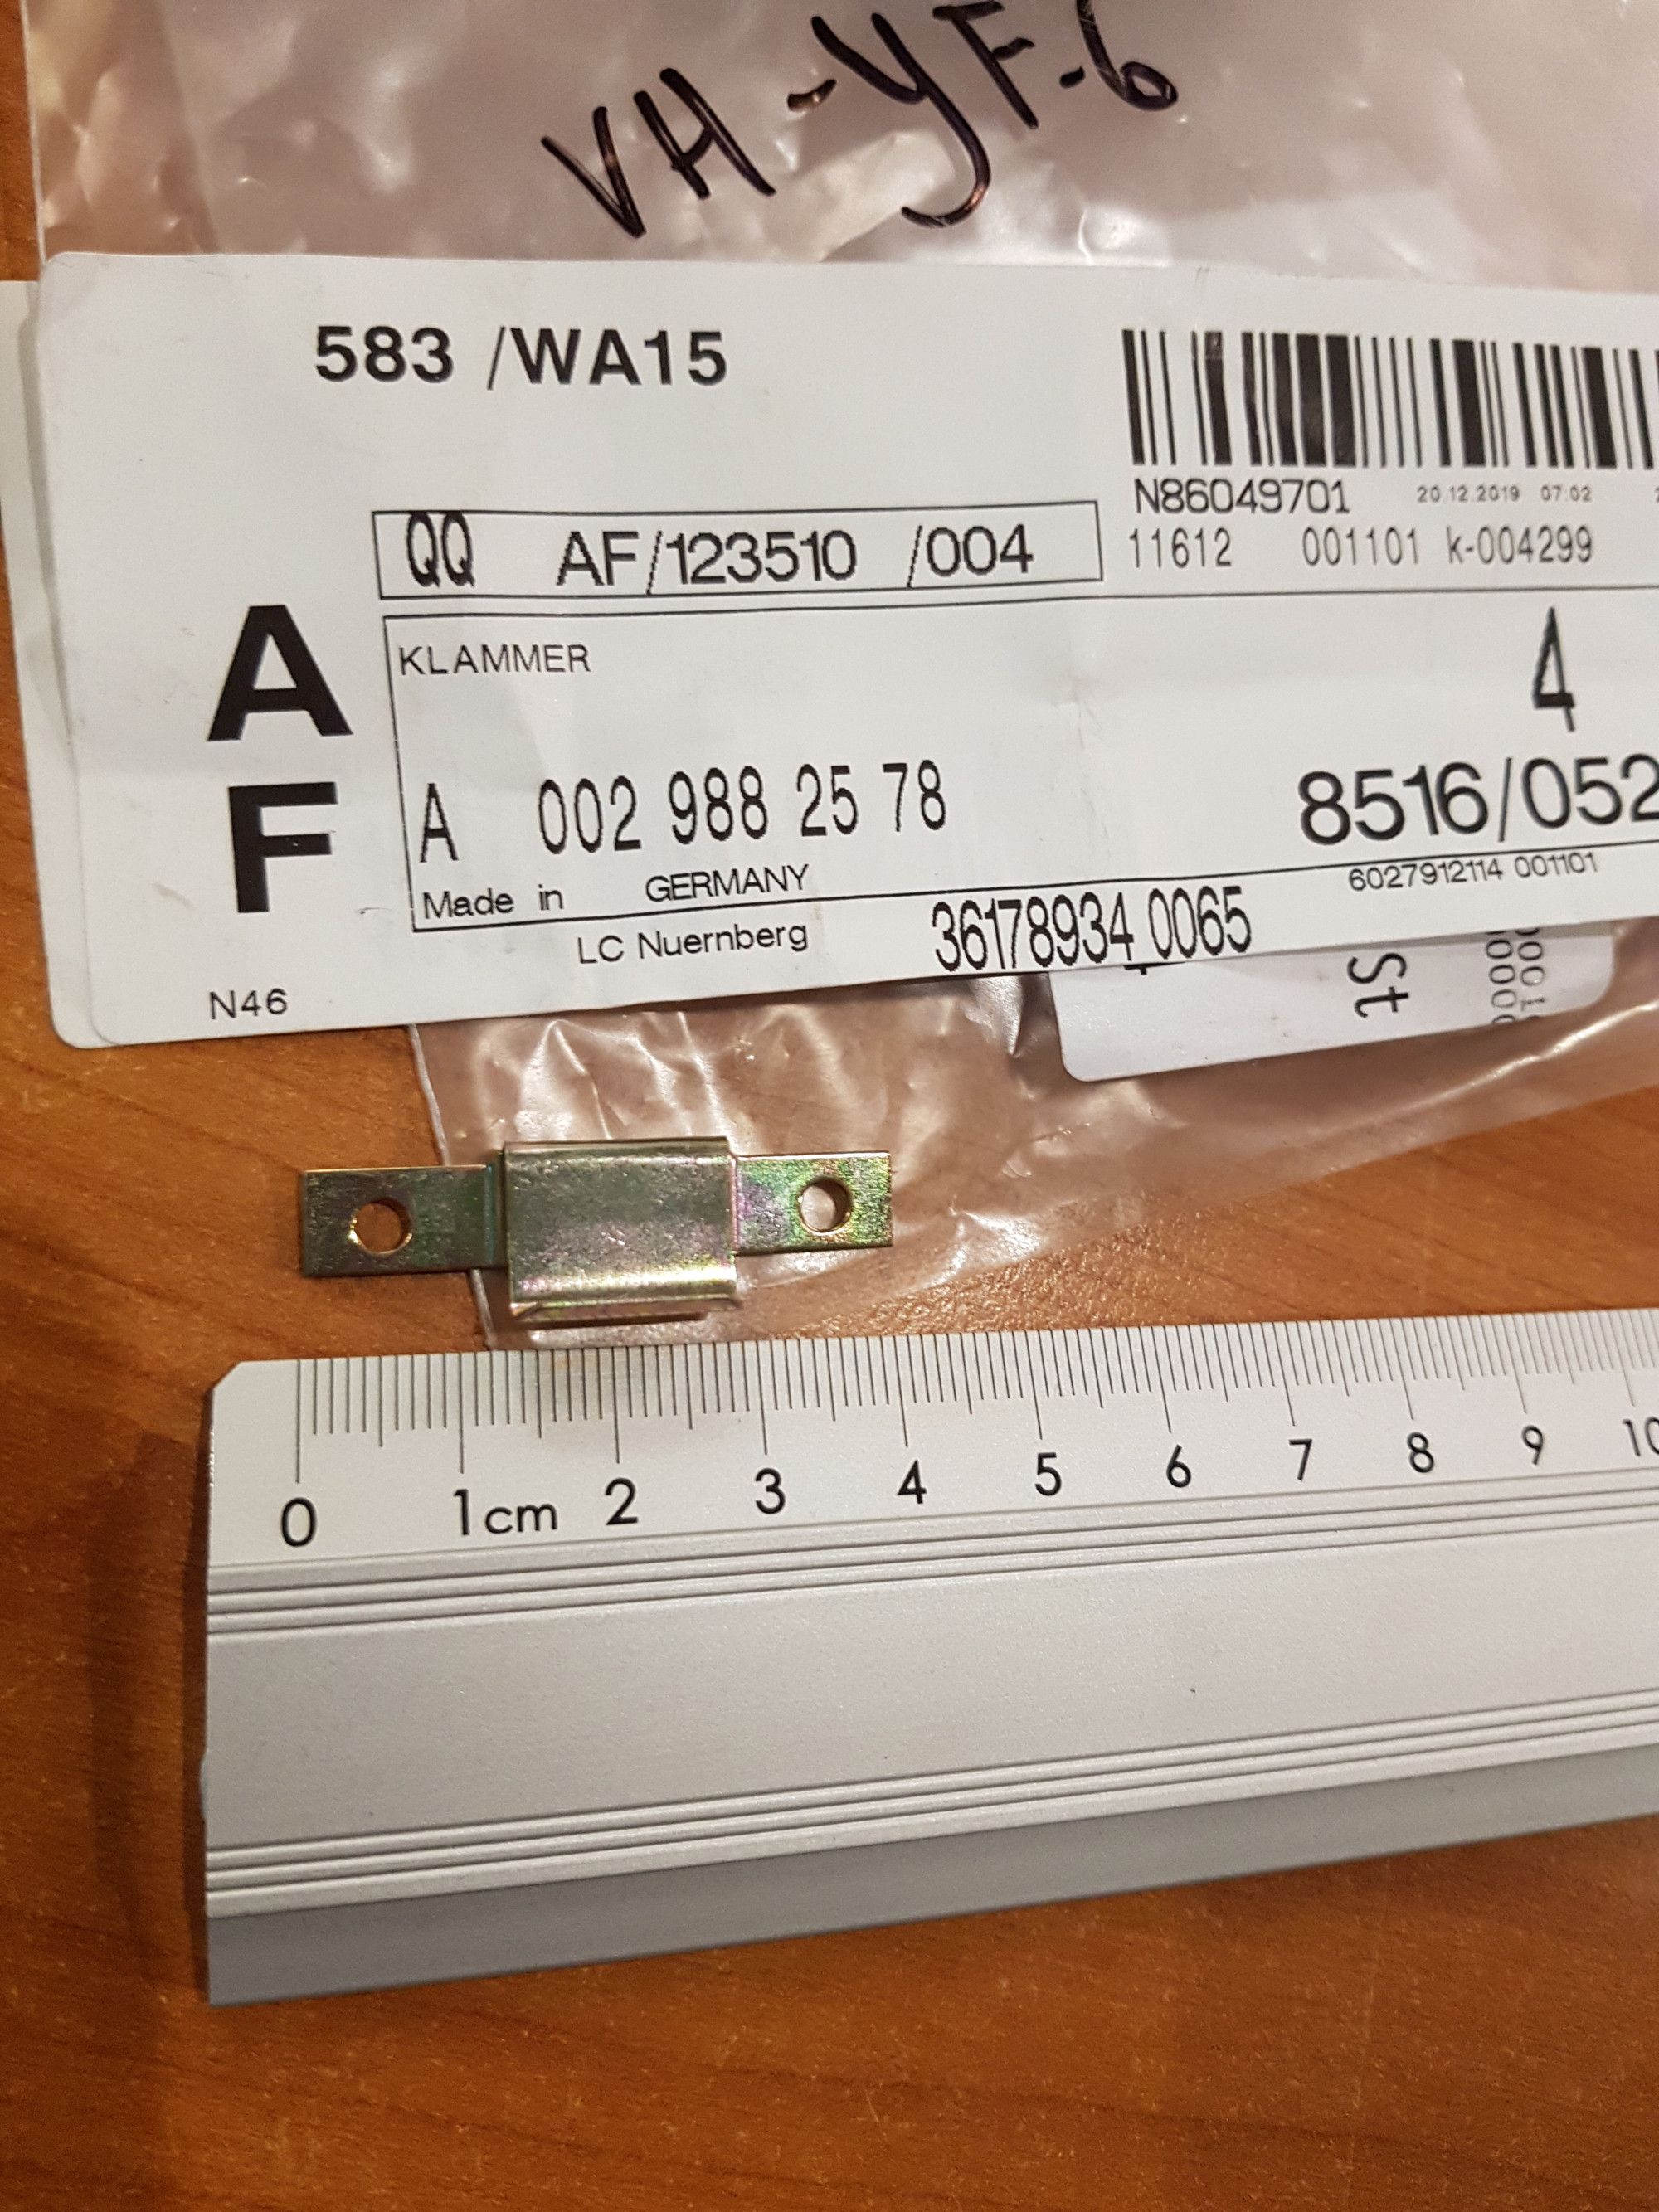 VH-YF-6
583 /WA15
N86049701 20.12.2019 07:02
11612 001101 k-004299
QQ AF/123510 /004
A
F
KLAMMER
4
A 002 988 25 78
8516/052
Made in GERMANY
6027912114 001101
LC Nuernberg
36178934 0065
N46
St
0 1cm 2 3 4 5 6 7 8 9 10